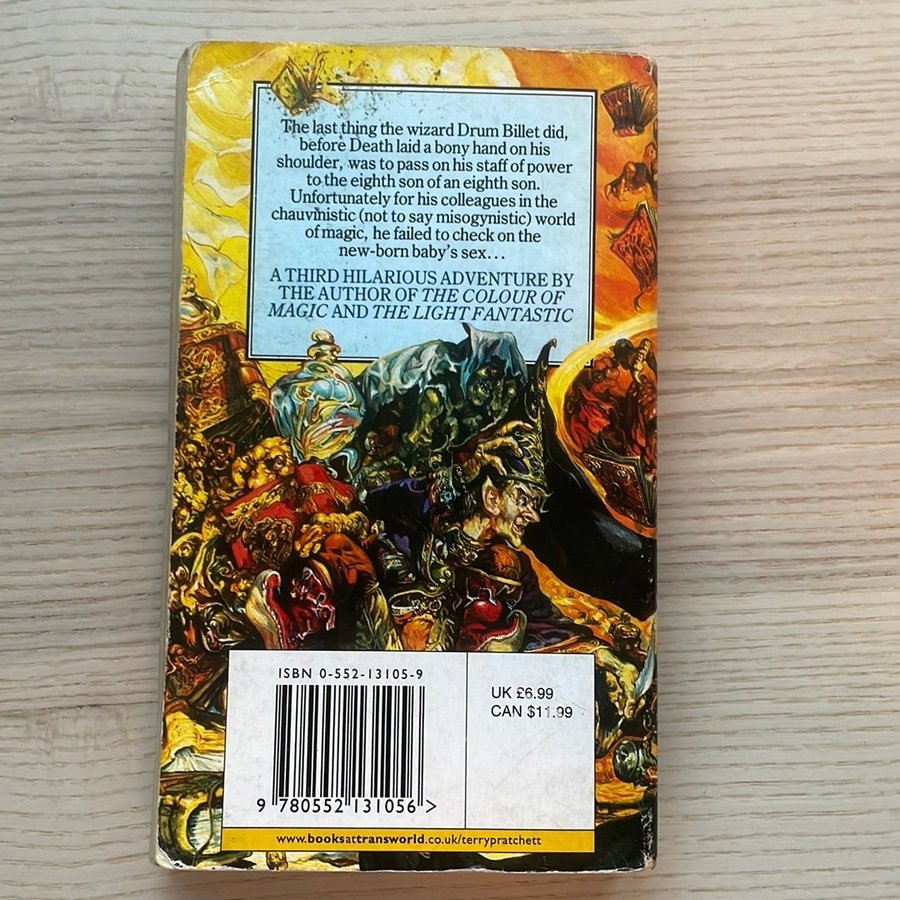 The last thing the wizard Drum Billet did,
before Death laid a bony hand on his
shoulder, was to pass on his staff of power
to the eighth son of an eighth son.
Unfortunately for his colleagues in the
chauvinistic (not to say misogynistic) world
of magic, he failed to check on the
new-born baby's sex...
A THIRD HILARIOUS ADVENTURE BY
THE AUTHOR OF THE COLOUR OF
MAGIC AND THE LIGHT FANTASTIC
ISBN 0-552-13105-9
9 780552 131056 >
UK £6.99
CAN $11.99
www.booksattransworld.co.uk/terrypratchett